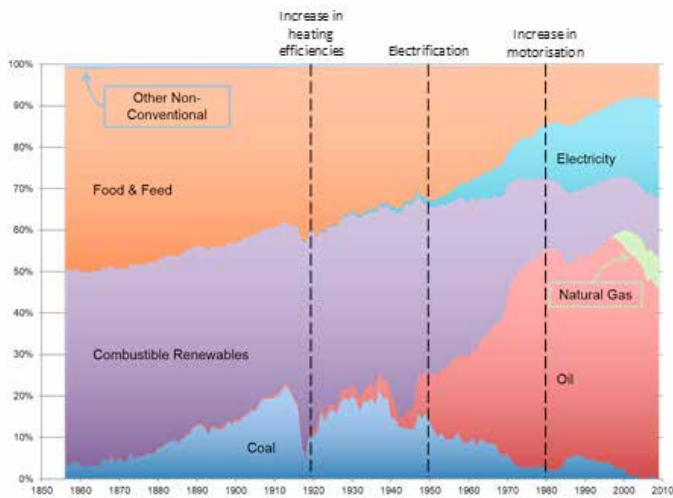 Increase in
heating
efficiencies
Electrification
Increase in
motorisation
100%
90%
80%
70%
60%
50%
40%
30%
20%
10%
0%
Other Non-
Conventional
Food & Feed
Electricity
Natural Gas
Combustible Renewables
Oil
Coal
1850 1860 1870 1880 1890 1900 1910 1920 1930 1940 1950 1960 1970 1980 1990 2000 2010